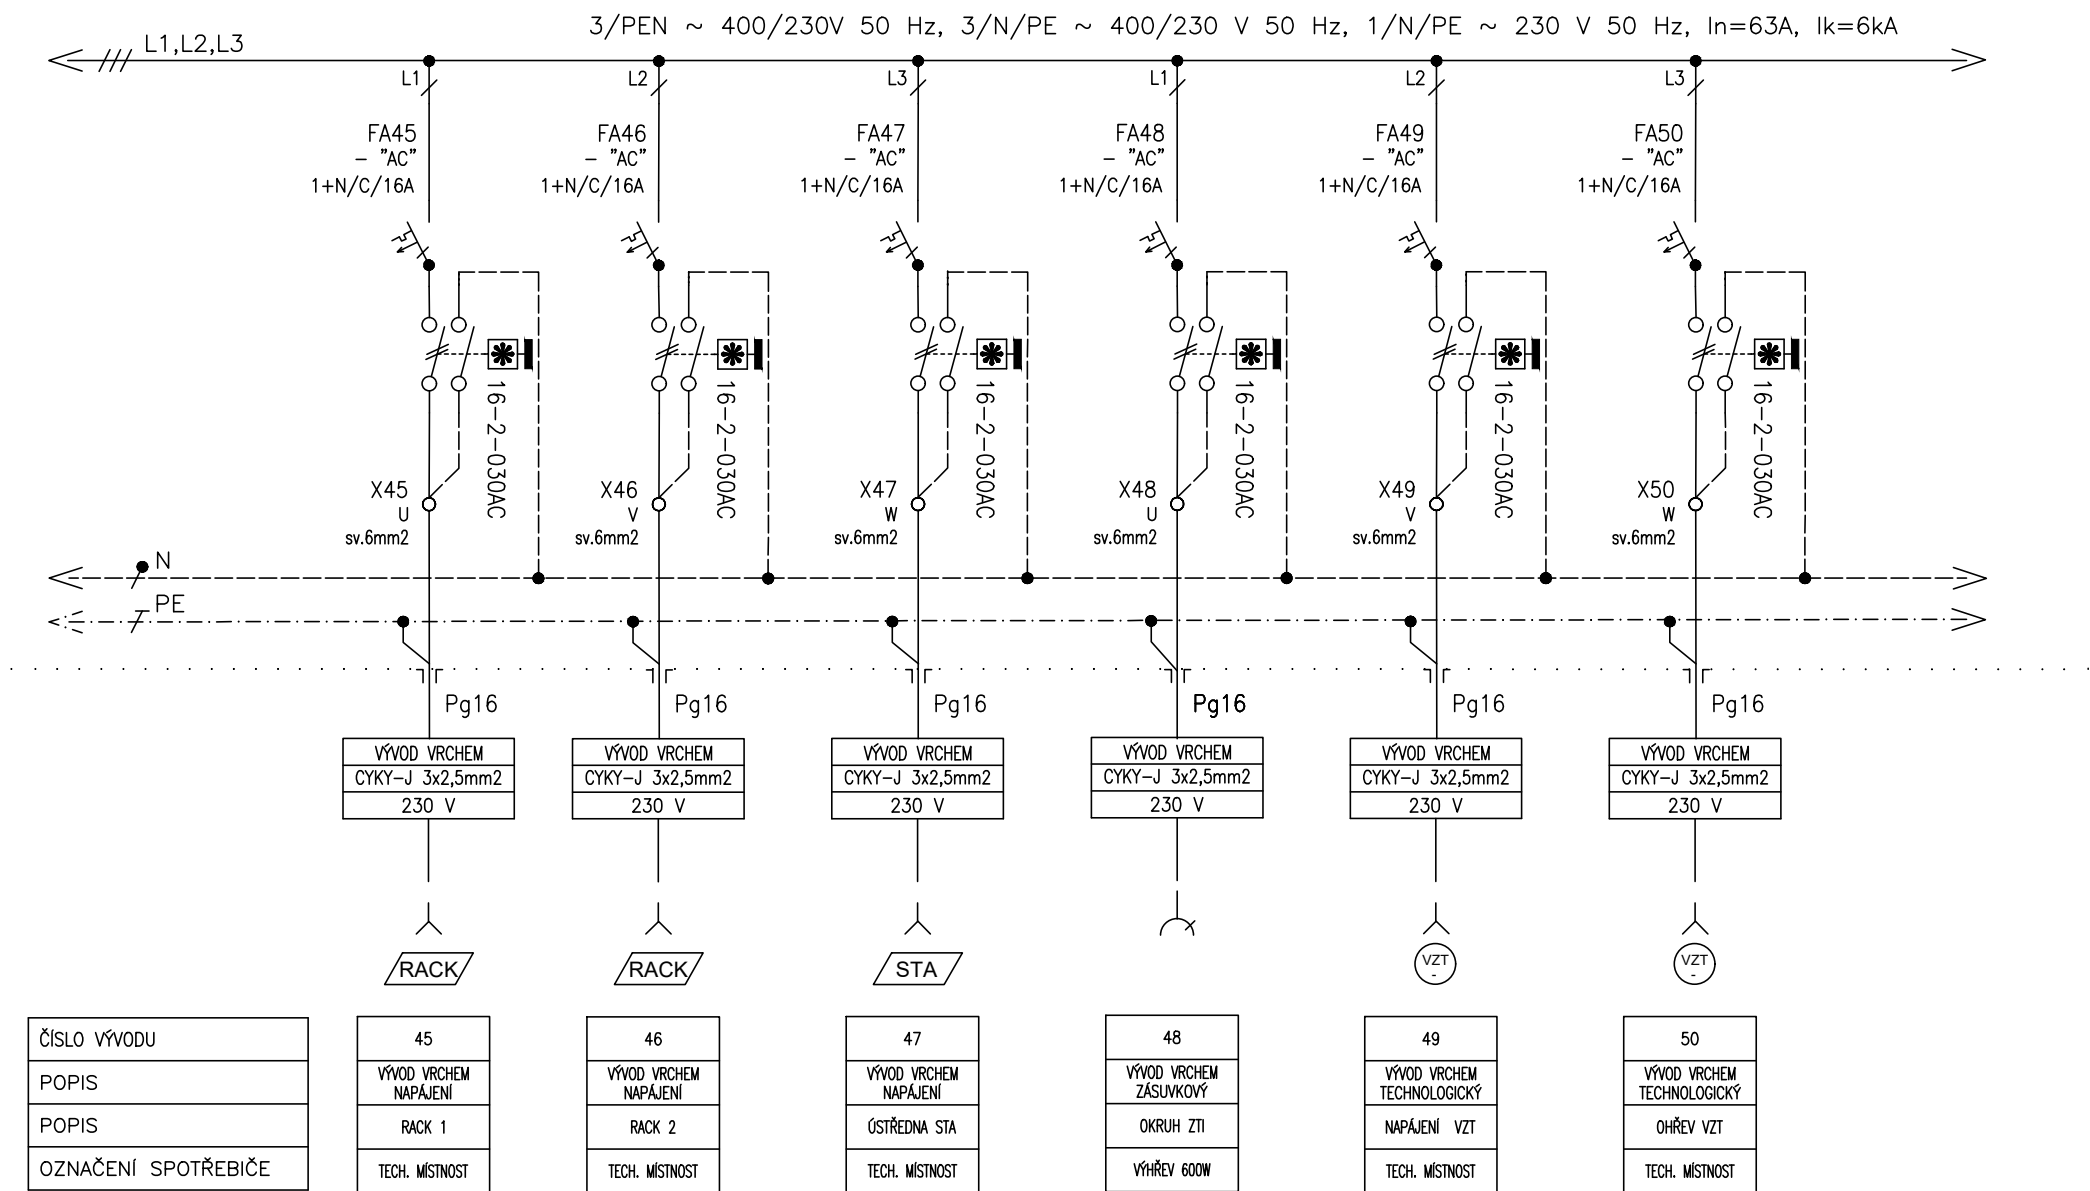 3/PEN ~ 400/230V 50 Hz, 3/N/PE ~ 400/230 V 50 Hz, 1/N/PE ~ 230 V 50 Hz, In=63A, Ik=6kA
L1,L2,L3
L1 L2 L3 L1 L2 L3
FA45 FA46 FA47 FA48 FA49 FA50
– "AC" – "AC" – "AC" – "AC" – "AC" – "AC"
1+N/C/16A 1+N/C/16A 1+N/C/16A 1+N/C/16A 1+N/C/16A 1+N/C/16A
16-2-030AC 16-2-030AC 16-2-030AC 16-2-030AC 16-2-030AC 16-2-030AC
X45 X46 X47 X48 X49 X50
U V W U V W
sv.6mm2 sv.6mm2 sv.6mm2 sv.6mm2 sv.6mm2 sv.6mm2
N
PE
Pg16 Pg16 Pg16 Pg16 Pg16 Pg16
VÝVOD VRCHEM VÝVOD VRCHEM VÝVOD VRCHEM VÝVOD VRCHEM VÝVOD VRCHEM VÝVOD VRCHEM
CYKY-J 3x2,5mm2 CYKY-J 3x2,5mm2 CYKY-J 3x2,5mm2 CYKY-J 3x2,5mm2 CYKY-J 3x2,5mm2 CYKY-J 3x2,5mm2
230 V 230 V 230 V 230 V 230 V 230 V
RACK RACK STA VZT VZT
- -
ČÍSLO VÝVODU 45 46 47 48 49 50
POPIS VÝVOD VRCHEM VÝVOD VRCHEM VÝVOD VRCHEM VÝVOD VRCHEM VÝVOD VRCHEM VÝVOD VRCHEM
NAPÁJENÍ NAPÁJENÍ NAPÁJENÍ ZÁSUVKOVÝ TECHNOLOGICKÝ TECHNOLOGICKÝ
POPIS RACK 1 RACK 2 ÚSTŘEDNA STA OKRUH ZTI NAPÁJENÍ VZT OHŘEV VZT
OZNAČENÍ SPOTŘEBIČE TECH. MÍSTNOST TECH. MÍSTNOST TECH. MÍSTNOST VÝHŘEV 600W TECH. MÍSTNOST TECH. MÍSTNOST